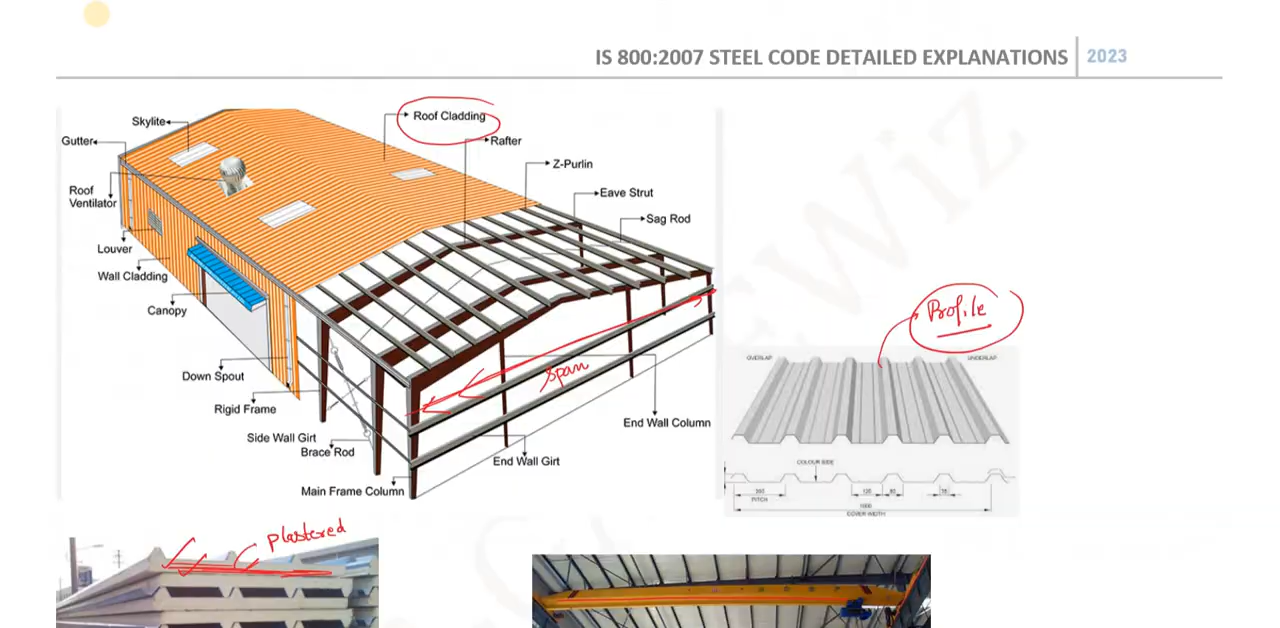 IS 800:2007 STEEL CODE DETAILED EXPLANATIONS 2023
Skylite
Roof Cladding
Gutter
Rafter
Z-Purlin
Roof
Ventilator
Eave Strut
Sag Rod
Louver
Wall Cladding
Canopy
Profile
OVERLAP
UNDERLAP
span
Down Spout
Rigid Frame
End Wall Column
Side Wall Girt
Brace Rod
End Wall Girt
Main Frame Column
COLOUR SIDE
PITCH
1000
COVER WIDTH
plastered